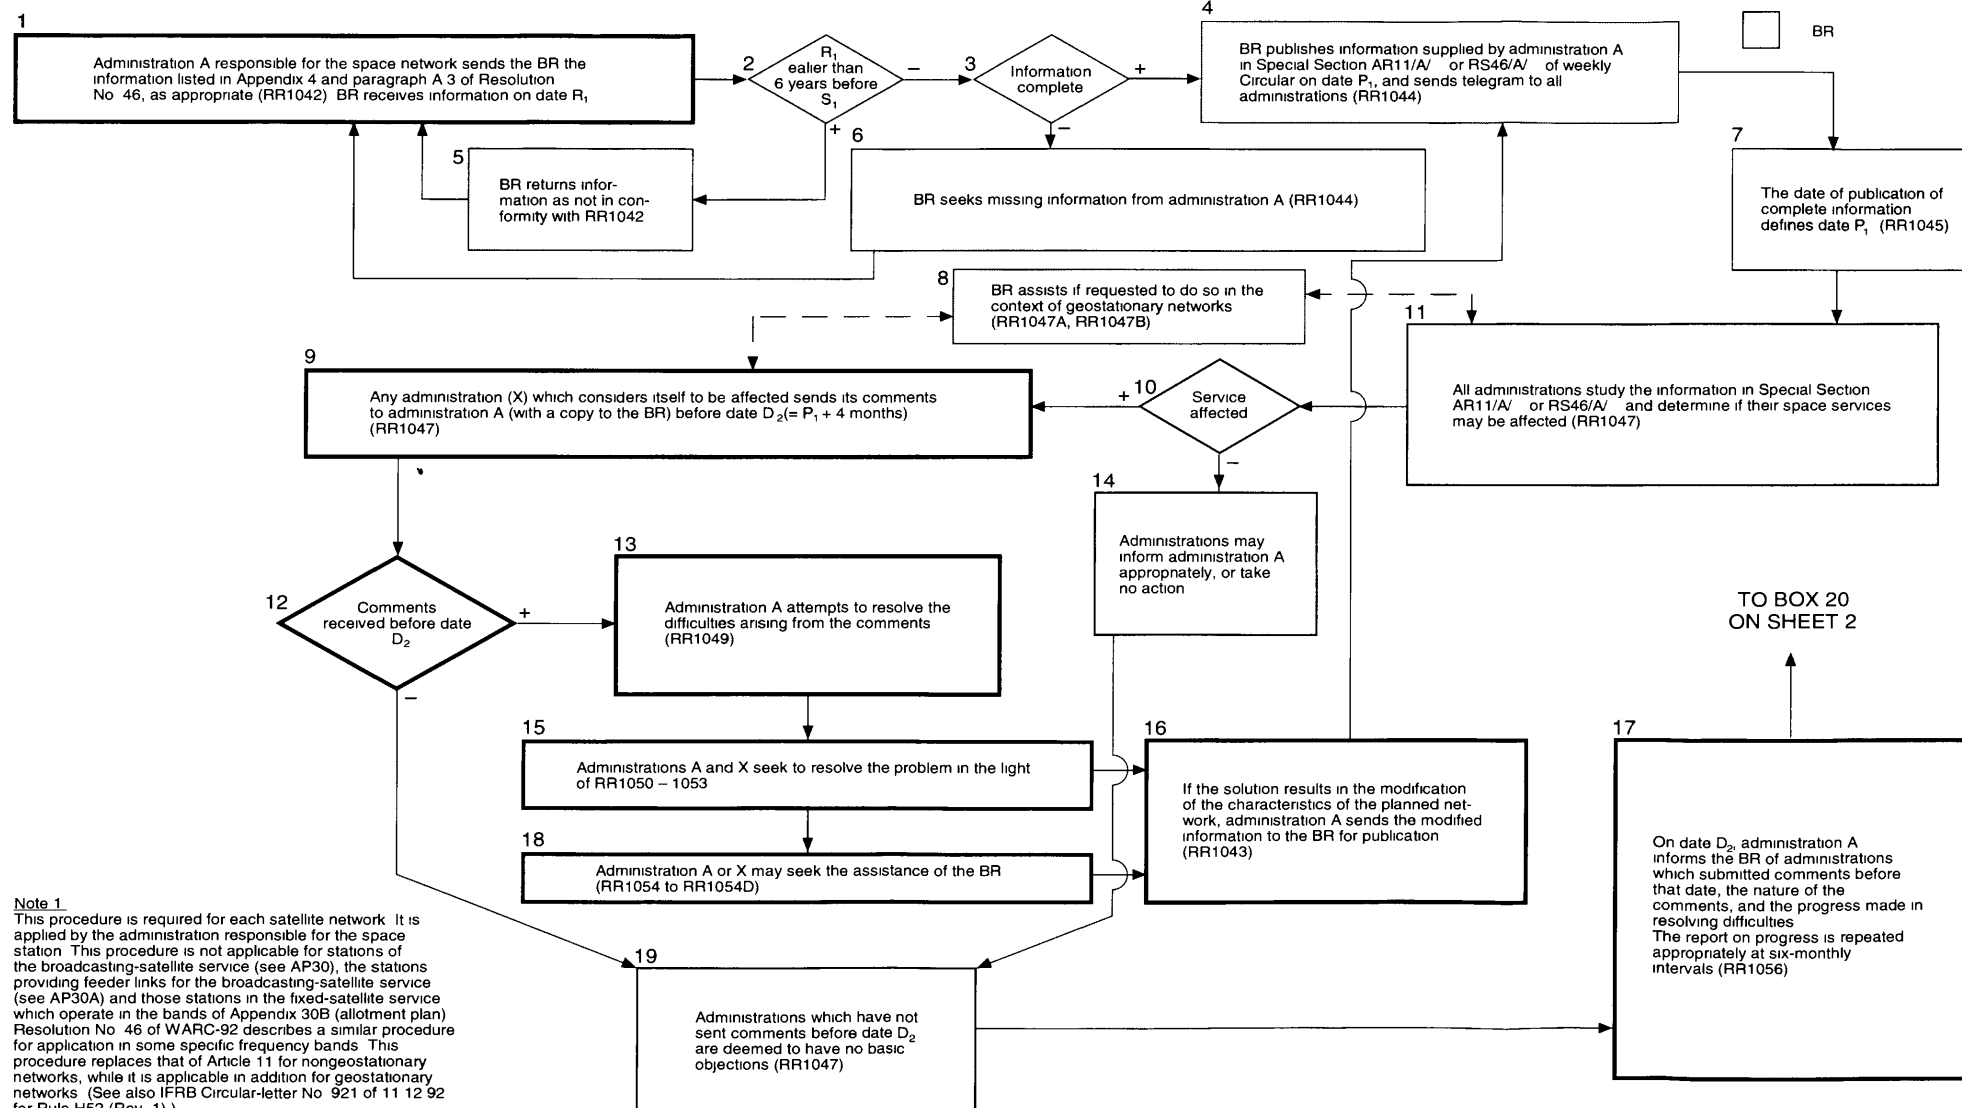 1
Administration A responsible for the space network sends the BR the
information listed in Appendix 4 and paragraph A 3 of Resolution
No 46, as appropriate (RR1042) BR receives information on date R1
2
R1
ealier than
6 years before
S1
–
+
3
Information
complete
+
–
4
BR publishes information supplied by administration A
in Special Section AR11/A/ or RS46/A/ of weekly
Circular on date P1, and sends telegram to all
administrations (RR1044)
BR
5
BR returns infor-
mation as not in con-
formity with RR1042
6
BR seeks missing information from administration A (RR1044)
7
The date of publication of
complete information
defines date P1 (RR1045)
8
BR assists if requested to do so in the
context of geostationary networks
(RR1047A, RR1047B)
9
Any administration (X) which considers itself to be affected sends its comments
to administration A (with a copy to the BR) before date D2(= P1 + 4 months)
(RR1047)
+
10
Service
affected
–
11
All administrations study the information in Special Section
AR11/A/ or RS46/A/ and determine if their space services
may be affected (RR1047)
12
Comments
received before date
D2
+
–
13
Administration A attempts to resolve the
difficulties arising from the comments
(RR1049)
14
Administrations may
inform administration A
appropnately, or take
no action
TO BOX 20
ON SHEET 2
15
Administrations A and X seek to resolve the problem in the light
of RR1050 – 1053
16
If the solution results in the modification
of the characteristics of the planned net-
work, administration A sends the modified
information to the BR for publication
(RR1043)
17
On date D2, administration A
informs the BR of administrations
which submitted comments before
that date, the nature of the
comments, and the progress made in
resolving difficulties
The report on progress is repeated
appropriately at six-monthly
intervals (RR1056)
18
Administration A or X may seek the assistance of the BR
(RR1054 to RR1054D)
19
Administrations which have not
sent comments before date D2
are deemed to have no basic
objections (RR1047)
Note 1
This procedure is required for each satellite network It is
applied by the administration responsible for the space
station This procedure is not applicable for stations of
the broadcasting-satellite service (see AP30), the stations
providing feeder links for the broadcasting-satellite service
(see AP30A) and those stations in the fixed-satellite service
which operate in the bands of Appendix 30B (allotment plan)
Resolution No 46 of WARC-92 describes a similar procedure
for application in some specific frequency bands This
procedure replaces that of Article 11 for nongeostationary
networks, while it is applicable in addition for geostationary
networks (See also IFRB Circular-letter No 921 of 11 12 92
for Rule H53 (Rev 1) )